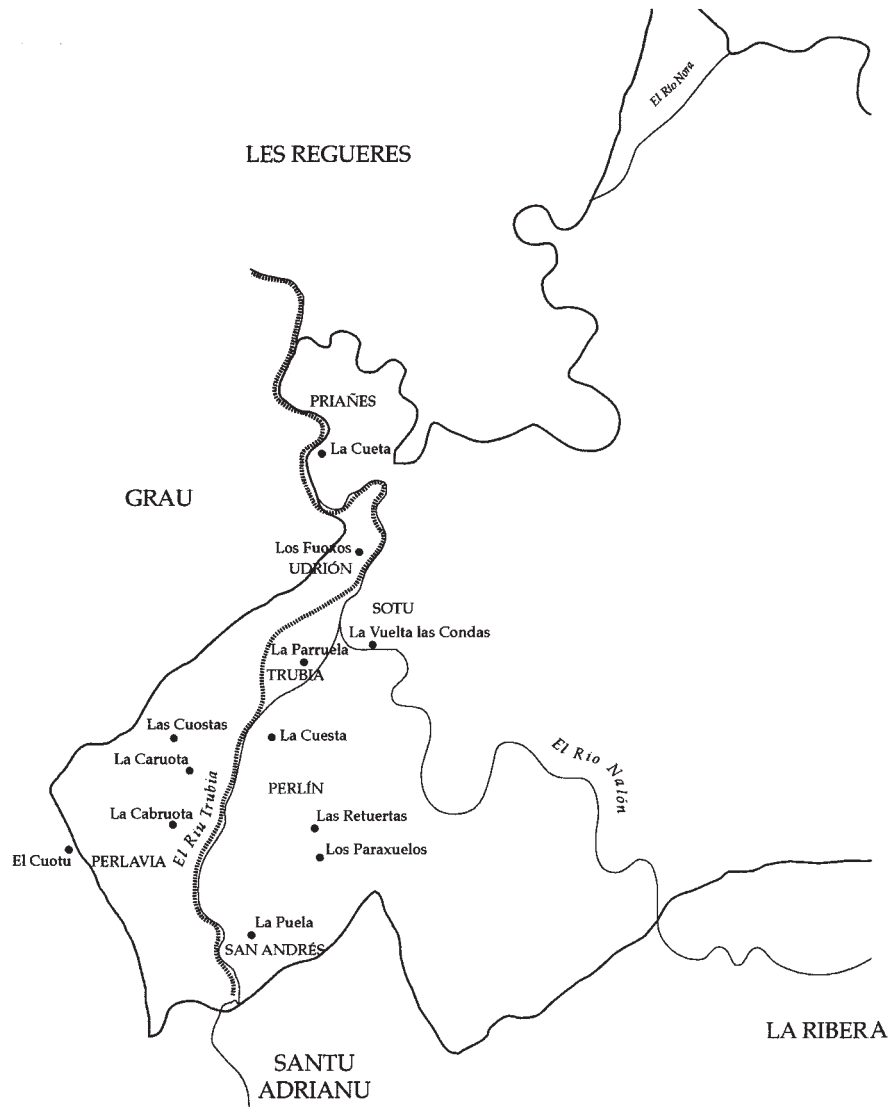 El Río Nora
LES REGUERES
PRIAÑES
La Cueta
GRAU
Los Fuoxos
UDRIÓN
SOTU
La Vuelta las Condas
La Parruela
TRUBIA
Las Cuostas
La Cuesta
El Río Nalón
La Caruota
PERLÍN
El Riu Trubia
La Cabruota
Las Retuertas
El Cuotu
PERLAVIA
Los Paraxuelos
La Puela
SAN ANDRÉS
LA RIBERA
SANTU
ADRIANU